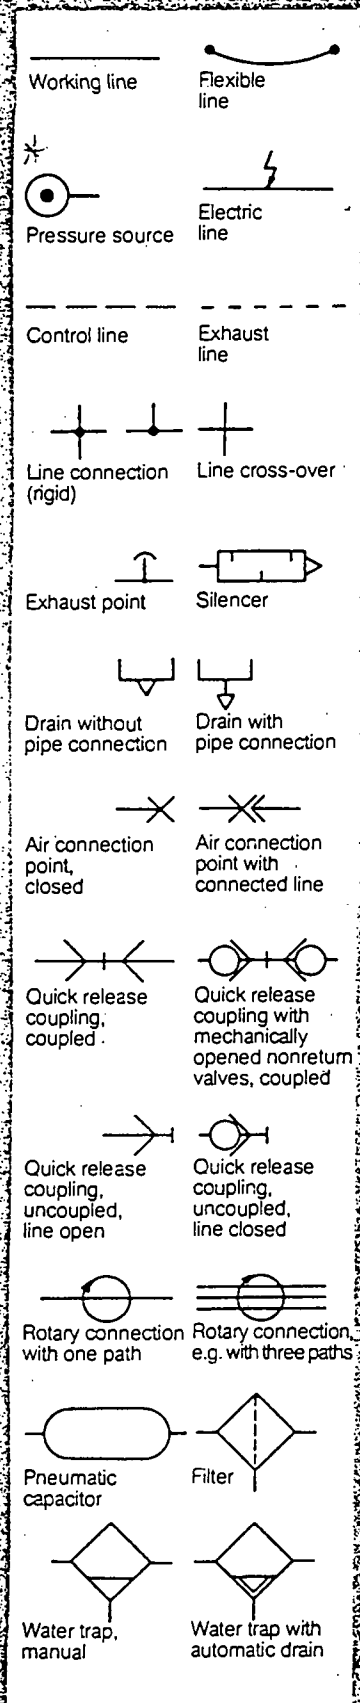 Working line
Flexible
line
Pressure source
Electric
line
Control line
Exhaust
line
Line connection
(rigid)
Line cross-over
Exhaust point
Silencer
Drain without
pipe connection
Drain with
pipe connection
Air connection
point,
closed
Air connection
point with
connected line
Quick release
coupling,
coupled
Quick release
coupling with
mechanically
opened nonreturn
valves, coupled
Quick release
coupling,
uncoupled,
line open
Quick release
coupling,
uncoupled,
line closed
Rotary connection
with one path
Rotary connection,
e.g. with three paths
Pneumatic
capacitor
Filter
Water trap,
manual
Water trap with
automatic drain